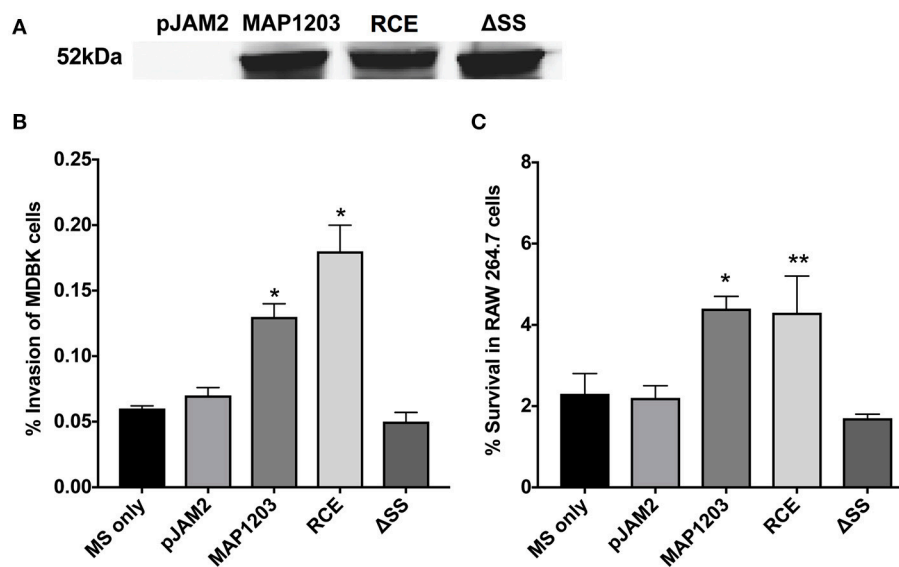 A
pJAM2 MAP1203 RCE ΔSS
52kDa
B
% Invasion of MDBK cells
0.25
0.20
0.15
0.10
0.05
0.00
* *
MS only pJAM2 MAP1203 RCE ΔSS
C
% Survival in RAW 264.7 cells
8
6
4
2
0
* **
MS only pJAM2 MAP1203 RCE ΔSS